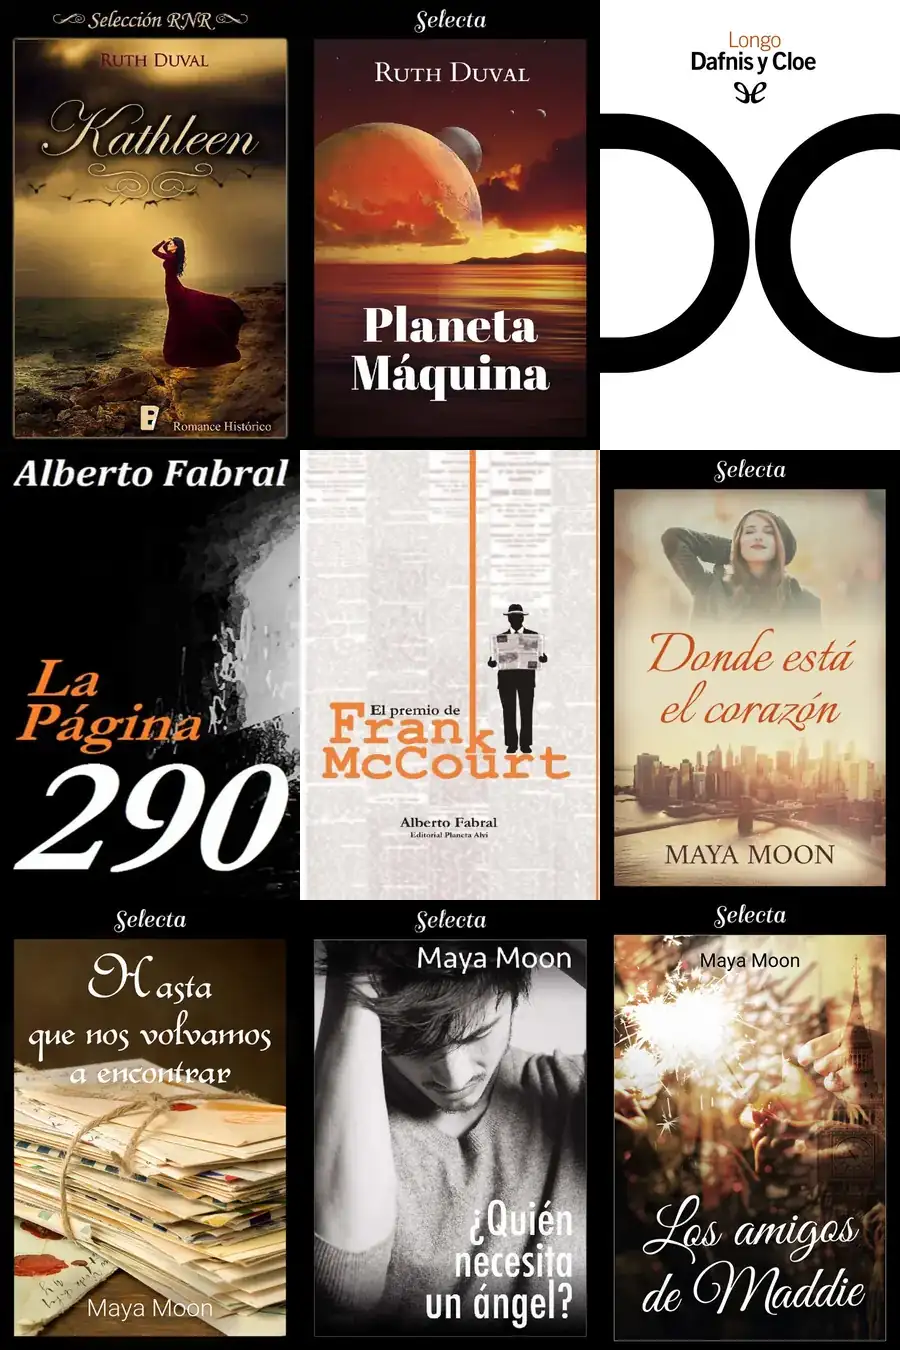 Selección RNR
RUTH DUVAL
Kathleen
Romance Histórico
Selecta
RUTH DUVAL
Planeta
Máquina
Longo
Dafnis y Cloe
Alberto Fabral
La
Página
290
El premio de
Frank
McCourt
Alberto Fabral
Editorial Planeta Alvi
Selecta
Donde está
el corazón
MAYA MOON
Selecta
Hasta
que nos volvamos
a encontrar
Maya Moon
Selecta
Maya Moon
¿Quién
necesita
un ángel?
Selecta
Maya Moon
Los amigos
de Maddie